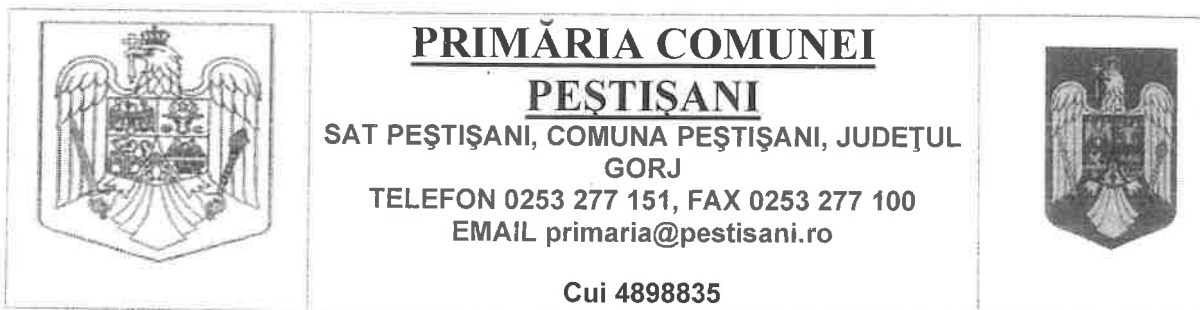 PRIMĂRIA COMUNEI
PEŞTIŞANI
SAT PEŞTIŞANI, COMUNA PEŞTIŞANI, JUDEŢUL
GORJ
TELEFON 0253 277 151, FAX 0253 277 100
EMAIL primaria@pestisani.ro
Cui 4898835